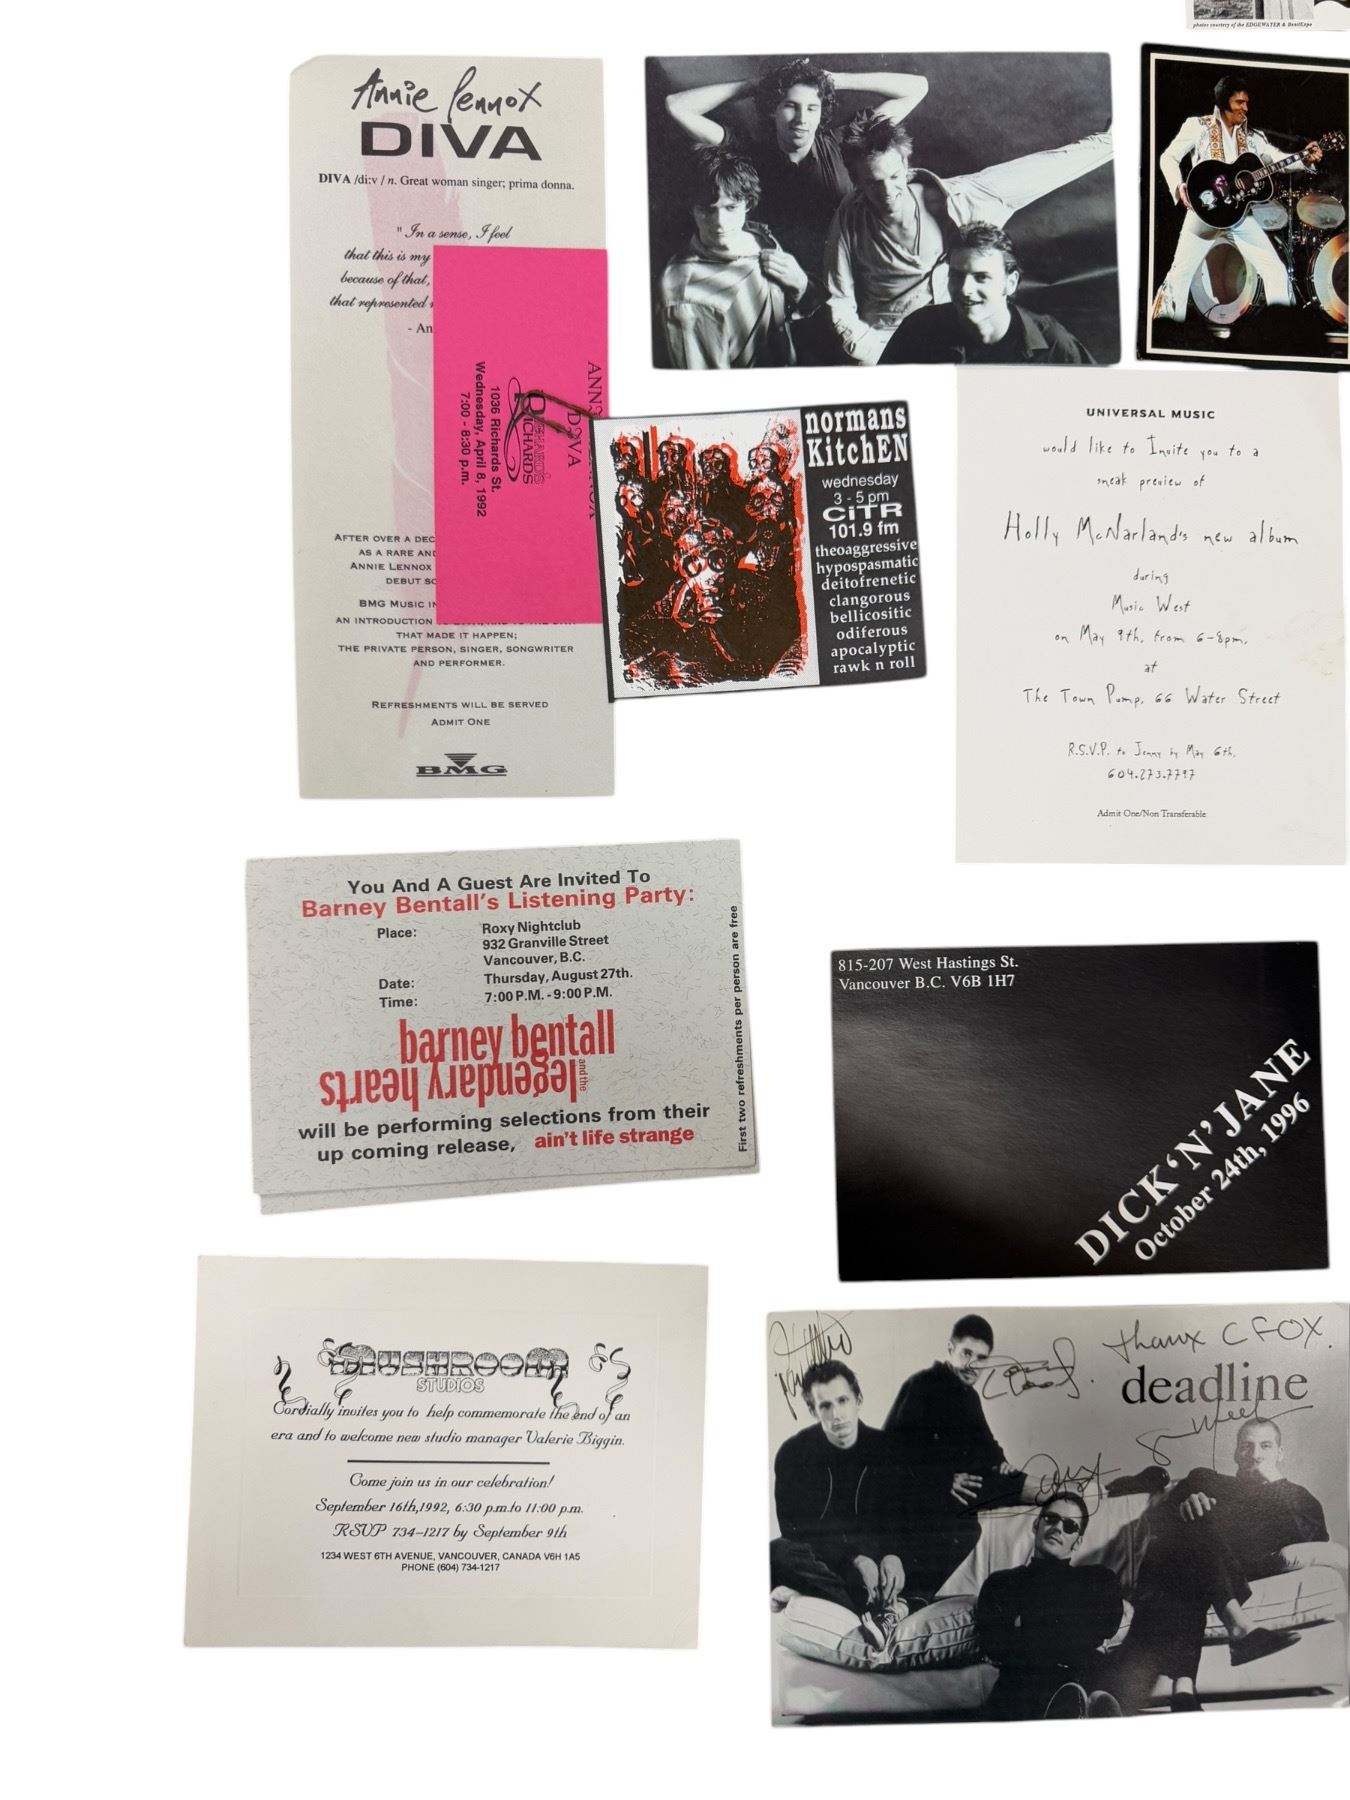 photos courtesy of the EDGEWATER &
Annie Lennox
DIVA
DIVA /di:v / n. Great woman singer; prima donna.
"In a sense, I feel
that this is my
because of that,
that represented
- An
1036 Richards St.
Wednesday, April 8, 1992
7:00 - 8:30 p.m.
RICHARD'S
RICHARDS
AFTER OVER A DEC
AS A RARE AND
ANNIE LENNOX
DEBUT SO
BMG MUSIC IN
AN INTRODUCTION
THAT MADE IT HAPPEN;
THE PRIVATE PERSON, SINGER, SONGWRITER
AND PERFORMER.
REFRESHMENTS WILL BE SERVED
ADMIT ONE
BMG
normans
KitchEN
wednesday
3 - 5 pm
CiTR
101.9 fm
theoaggressive
hypospasmatic
deitofrenetic
clangorous
bellicositic
odiferous
apocalyptic
rawk n roll
UNIVERSAL MUSIC
would like to Invite you to a
sneak preview of
Holly McNarland's new album
during
Music West
on May 9th, from 6-8pm.
at
The Town Pump, 66 Water Street
R.S.V.P. to Jenny by May 6th.
604.273.7797
Admit One/Non Transferable
You And A Guest Are Invited To
Barney Bentall's Listening Party:
Place: Roxy Nightclub
932 Granville Street
Vancouver, B.C.
Date: Thursday, August 27th.
Time: 7:00 P.M. - 9:00 P.M.
barney bentall
and the
legendary hearts
will be performing selections from their
up coming release, ain't life strange
First two refreshments per person are free
815-207 West Hastings St.
Vancouver B.C. V6B 1H7
DICK 'N' JANE
October 24th, 1996
MUSHROOM
STUDIOS
Cordially invites you to help commemorate the end of an
era and to welcome new studio manager Valerie Biggin.
Come join us in our celebration!
September 16th,1992, 6:30 p.m.to 11:00 p.m.
RSVP 734-1217 by September 9th
1234 WEST 6TH AVENUE, VANCOUVER, CANADA V6H 1A5
PHONE (604) 734-1217
thanx CFOX.
deadline